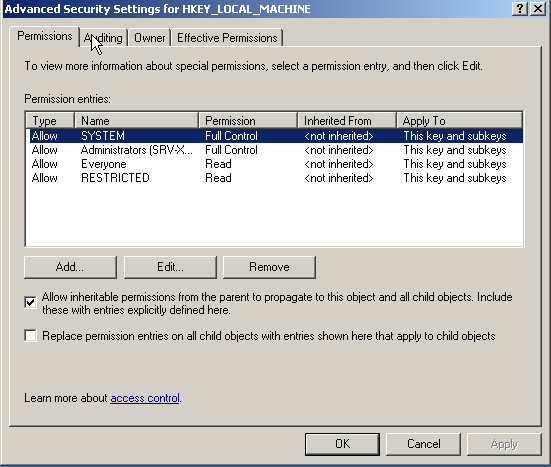 Advanced Security Settings for HKEY_LOCAL_MACHINE
Permissions Auditing Owner Effective Permissions
To view more information about special permissions, select a permission entry, and then click Edit.
Permission entries:
Type Name Permission Inherited From Apply To
Allow SYSTEM Full Control <not inherited> This key and subkeys
Allow Administrators (SRV-X... Full Control <not inherited> This key and subkeys
Allow Everyone Read <not inherited> This key and subkeys
Allow RESTRICTED Read <not inherited> This key and subkeys
Add... Edit... Remove
Allow inheritable permissions from the parent to propagate to this object and all child objects. Include
these with entries explicitly defined here.
Replace permission entries on all child objects with entries shown here that apply to child objects
Learn more about access control.
OK Cancel Apply